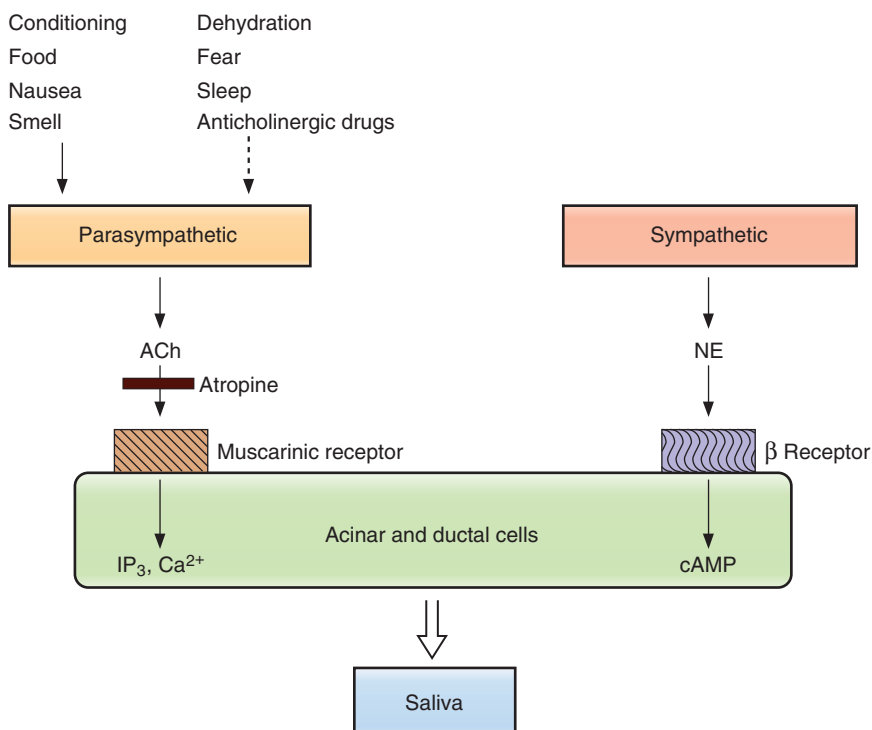 Conditioning
Food
Nausea
Smell
Dehydration
Fear
Sleep
Anticholinergic drugs
Parasympathetic
Sympathetic
ACh
NE
Atropine
Muscarinic receptor
β Receptor
Acinar and ductal cells
IP₃, Ca²⁺
cAMP
Saliva